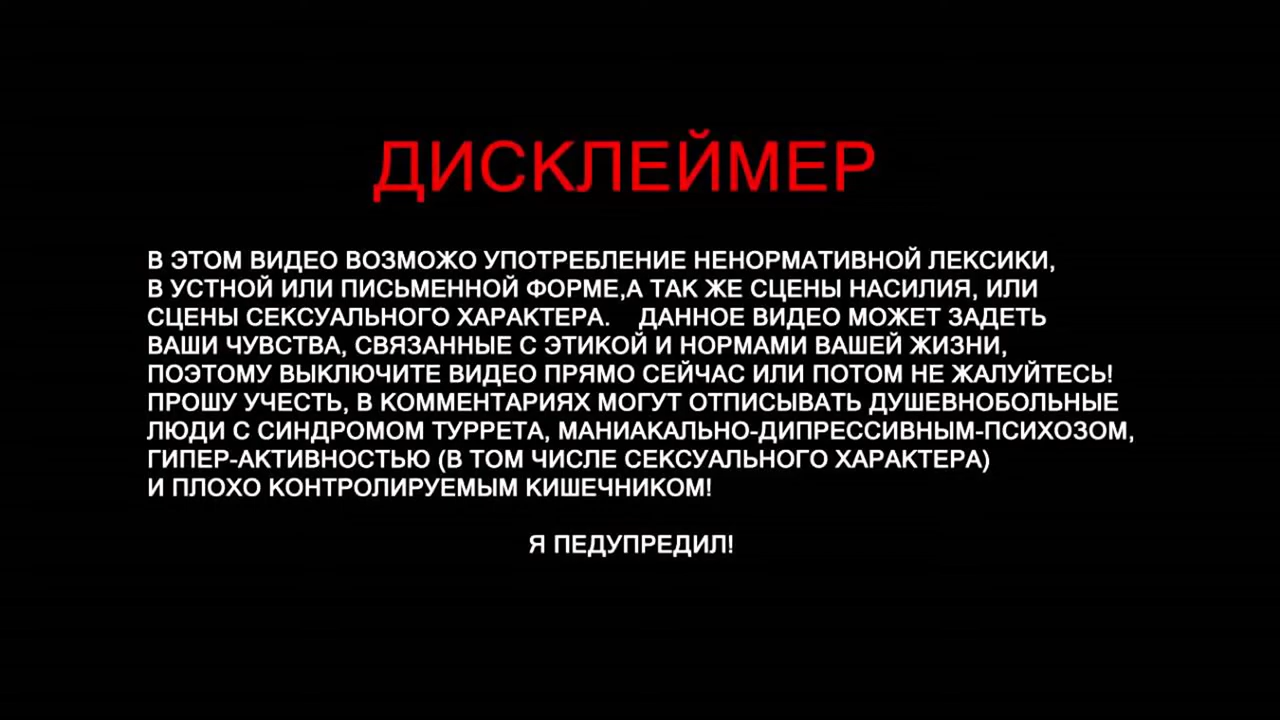 ДИСКЛЕЙМЕР
В ЭТОМ ВИДЕО ВОЗМОЖО УПОТРЕБЛЕНИЕ НЕНОРМАТИВНОЙ ЛЕКСИКИ,
В УСТНОЙ ИЛИ ПИСЬМЕННОЙ ФОРМЕ,А ТАК ЖЕ СЦЕНЫ НАСИЛИЯ, ИЛИ
СЦЕНЫ СЕКСУАЛЬНОГО ХАРАКТЕРА. ДАННОЕ ВИДЕО МОЖЕТ ЗАДЕТЬ
ВАШИ ЧУВСТВА, СВЯЗАННЫЕ С ЭТИКОЙ И НОРМАМИ ВАШЕЙ ЖИЗНИ,
ПОЭТОМУ ВЫКЛЮЧИТЕ ВИДЕО ПРЯМО СЕЙЧАС ИЛИ ПОТОМ НЕ ЖАЛУЙТЕСЬ!
ПРОШУ УЧЕСТЬ, В КОММЕНТАРИЯХ МОГУТ ОТПИСЫВАТЬ ДУШЕВНОБОЛЬНЫЕ
ЛЮДИ С СИНДРОМОМ ТУРРЕТА, МАНИАКАЛЬНО-ДИПРЕССИВНЫМ-ПСИХОЗОМ,
ГИПЕР-АКТИВНОСТЬЮ (В ТОМ ЧИСЛЕ СЕКСУАЛЬНОГО ХАРАКТЕРА)
И ПЛОХО КОНТРОЛИРУЕМЫМ КИШЕЧНИКОМ!
Я ПЕДУПРЕДИЛ!